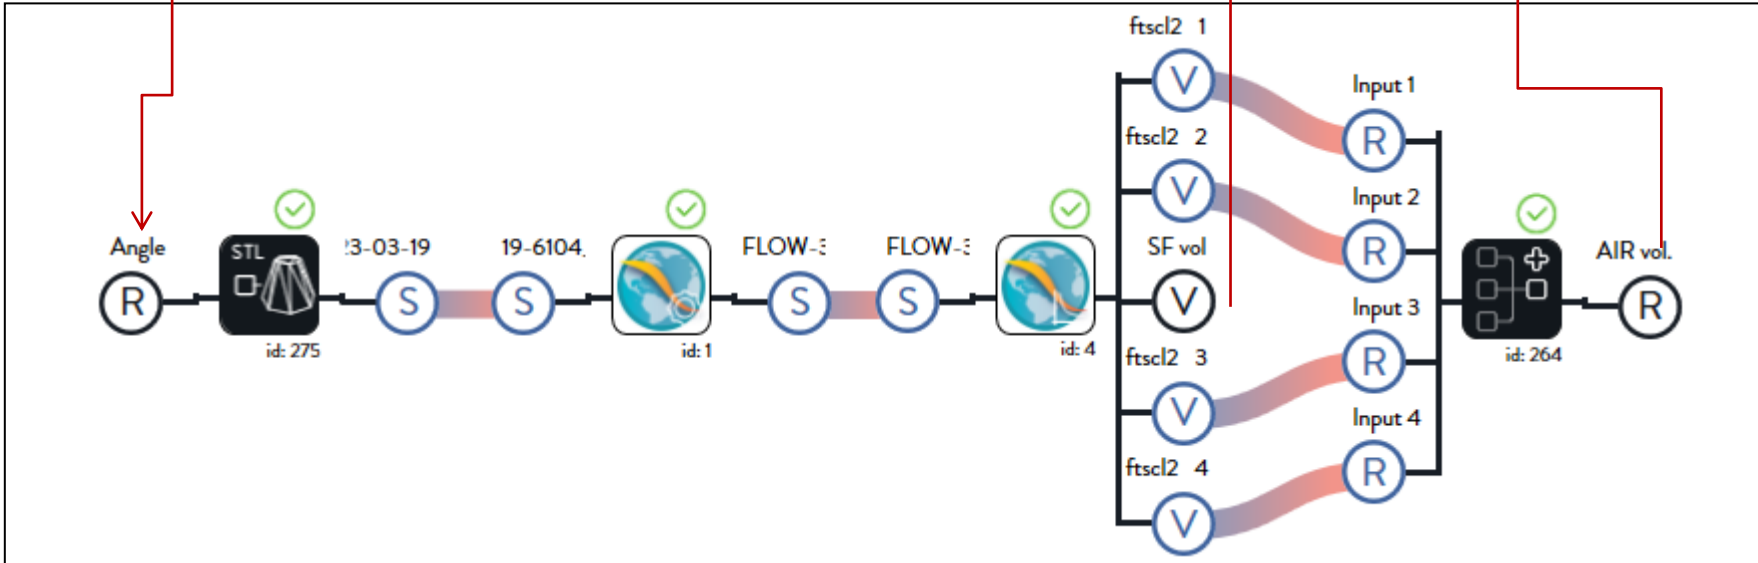 ftscl2 1
V
Input 1
R
ftscl2 2
V
Input 2
R
Angle
R
STL
id: 275
3-03-19
S
19-6104.
S
id: 1
FLOW-3
S
FLOW-3
S
id: 4
SF vol
V
id: 264
AIR vol.
R
Input 3
R
ftscl2 3
V
Input 4
R
ftscl2 4
V